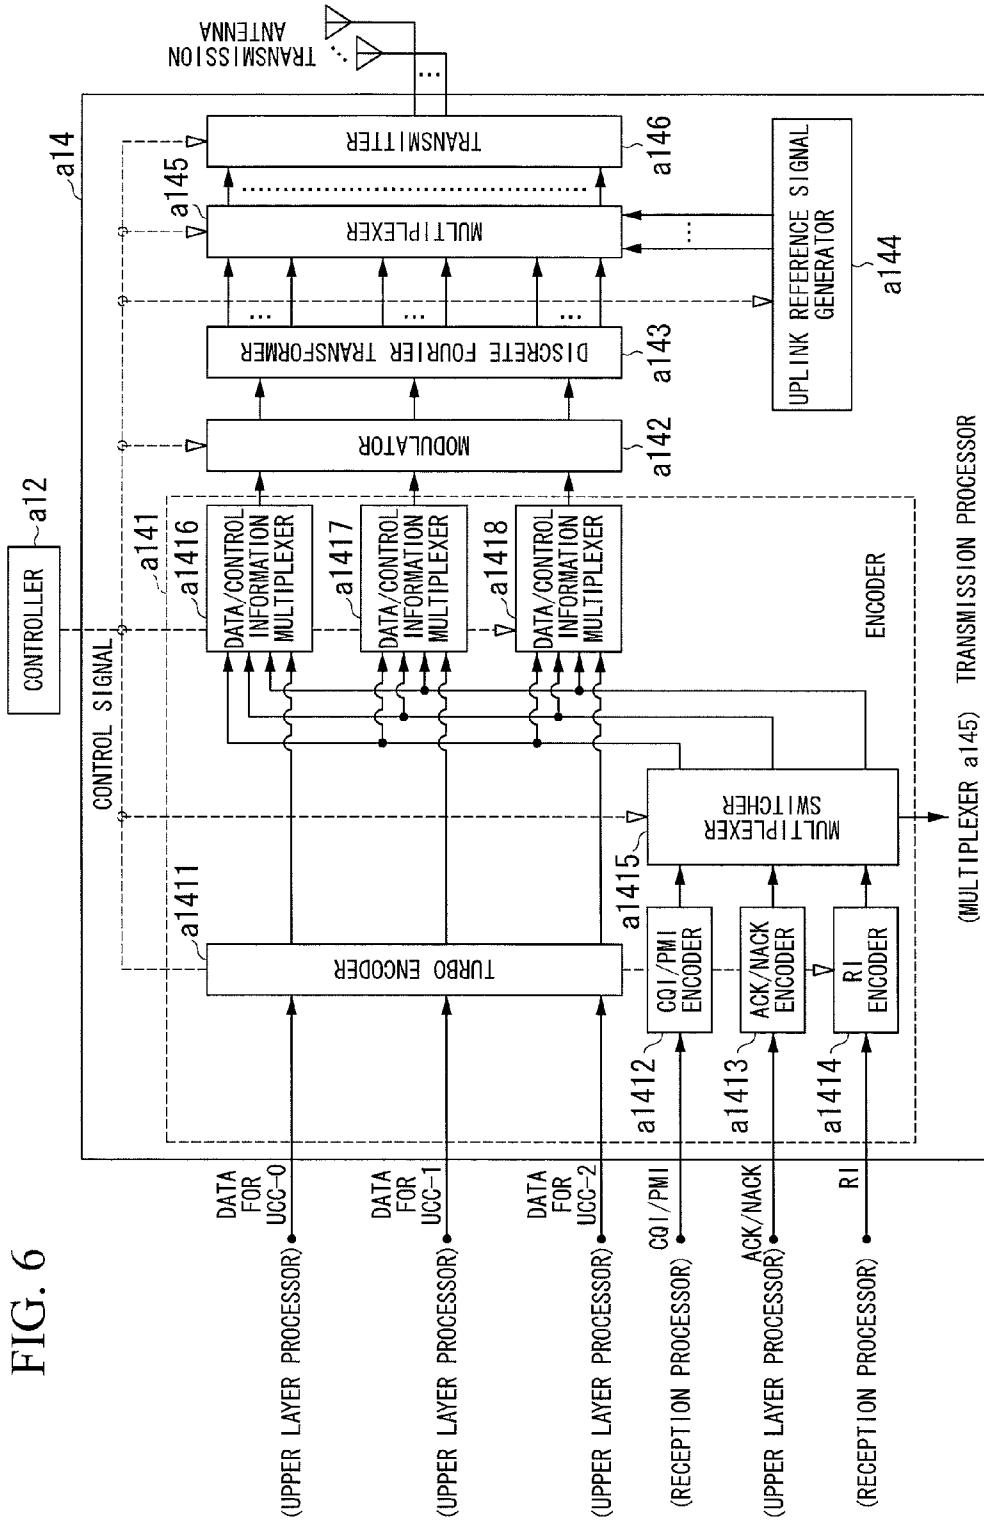 FIG. 6
CONTROLLER
a12
a14
CONTROL SIGNAL
a141
DATA
FOR
UCC-0
(UPPER LAYER PROCESSOR)
DATA
FOR
UCC-1
(UPPER LAYER PROCESSOR)
DATA
FOR
UCC-2
(UPPER LAYER PROCESSOR)
CQI/PMI
(RECEPTION PROCESSOR)
ACK/NACK
(UPPER LAYER PROCESSOR)
RI
(RECEPTION PROCESSOR)
a1411
TURBO ENCODER
a1412
CQI/PMI
ENCODER
a1413
ACK/NACK
ENCODER
a1414
RI
ENCODER
a1415
MULTIPLEXER
SWITCHER
a1416
DATA/CONTROL
INFORMATION
MULTIPLEXER
a1417
DATA/CONTROL
INFORMATION
MULTIPLEXER
a1418
DATA/CONTROL
INFORMATION
MULTIPLEXER
ENCODER
MODULATOR
a142
DISCRETE FOURIER TRANSFORMER
a143
a145
MULTIPLEXER
TRANSMITTER
a146
UPLINK REFERENCE SIGNAL
GENERATOR
a144
TRANSMISSION
ANTENNA
(MULTIPLEXER a145)
TRANSMISSION PROCESSOR